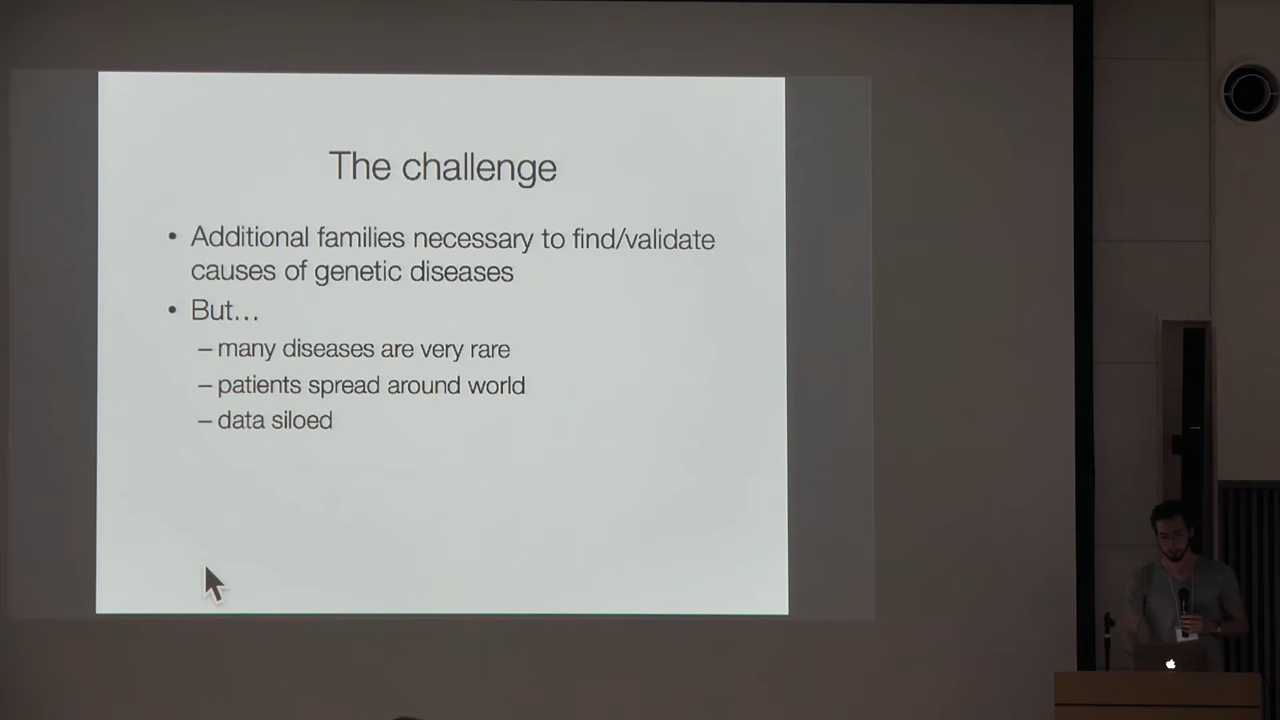 The challenge
• Additional families necessary to find/validate
causes of genetic diseases
• But…
– many diseases are very rare
– patients spread around world
– data siloed